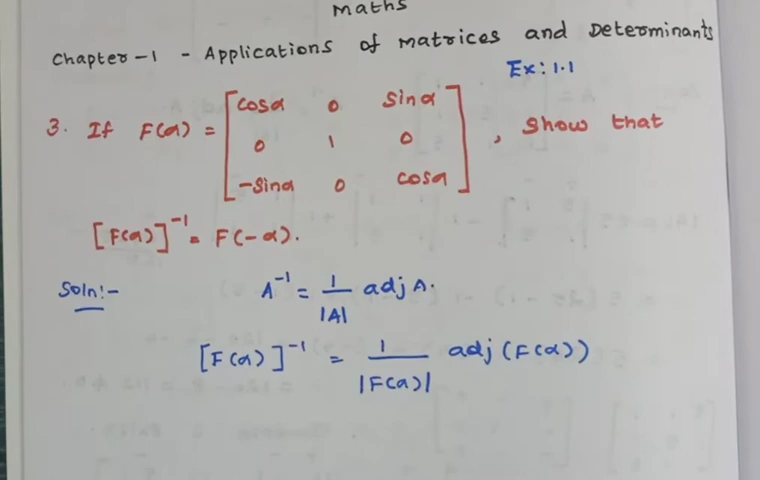 Maths
Chapter-1 - Applications of matrices and Determinants
Ex: 1.1
3. If F(α) = [cosα 0 sinα
0 1 0
-sinα 0 cosα] , show that
[F(α)]⁻¹ = F(-α).
Soln:- A⁻¹ = 1/|A| adj A.
[F(α)]⁻¹ = 1/|F(α)| adj (F(α))